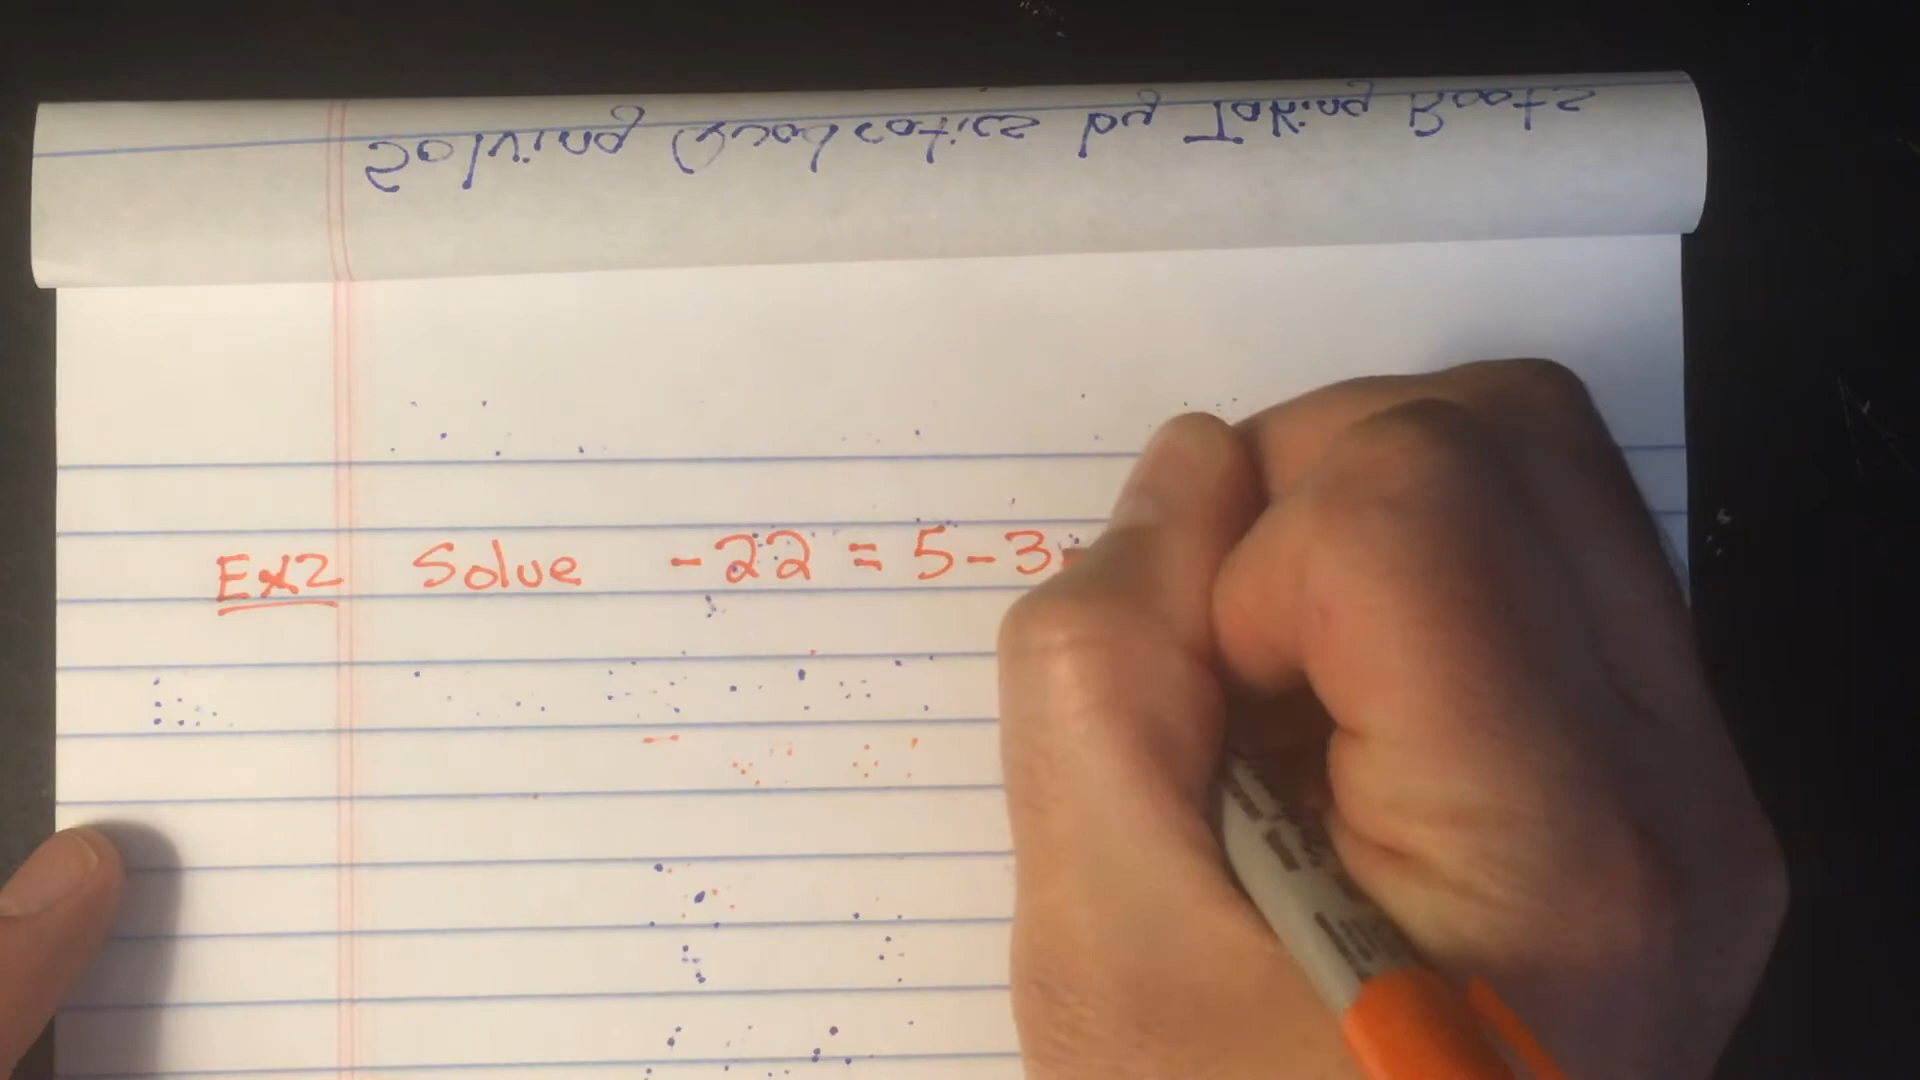 Solving Quadratics by Taking Roots
Ex2 Solve -22 = 5-3